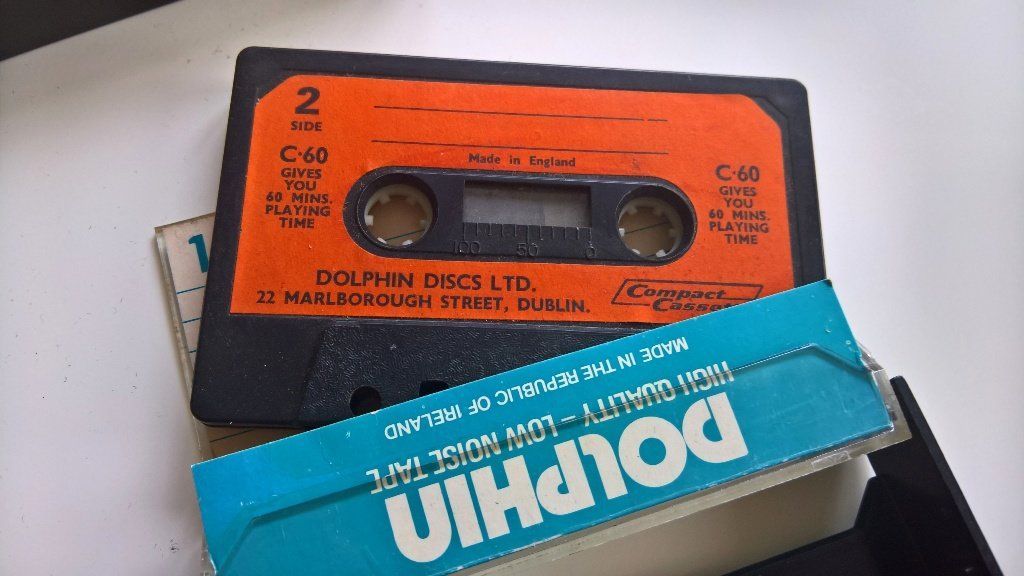 2
SIDE
C·60
GIVES
YOU
60 MINS.
PLAYING
TIME
Made in England
C·60
GIVES
YOU
60 MINS.
PLAYING
TIME
100 50 0
DOLPHIN DISCS LTD.
22 MARLBOROUGH STREET, DUBLIN.
Compact
1
DOLPHIN
HIGH QUALITY – LOW NOISE TAPE
MADE IN THE REPUBLIC OF IRELAND